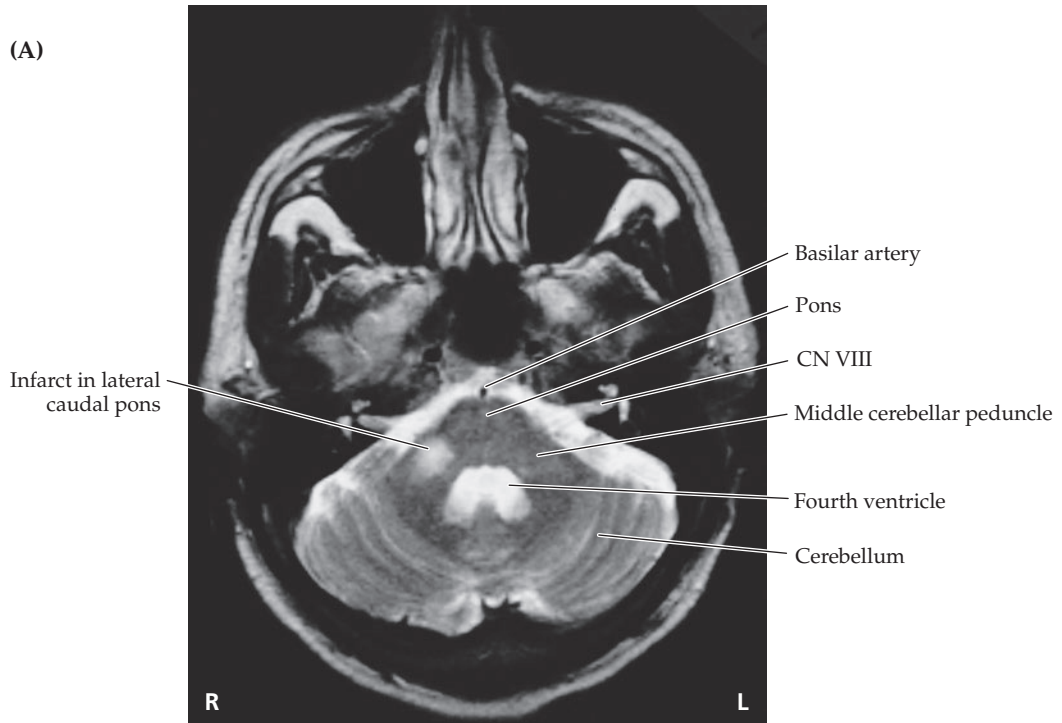 (A)
Basilar artery
Pons
CN VIII
Infarct in lateral
caudal pons
Middle cerebellar peduncle
Fourth ventricle
Cerebellum
R
L